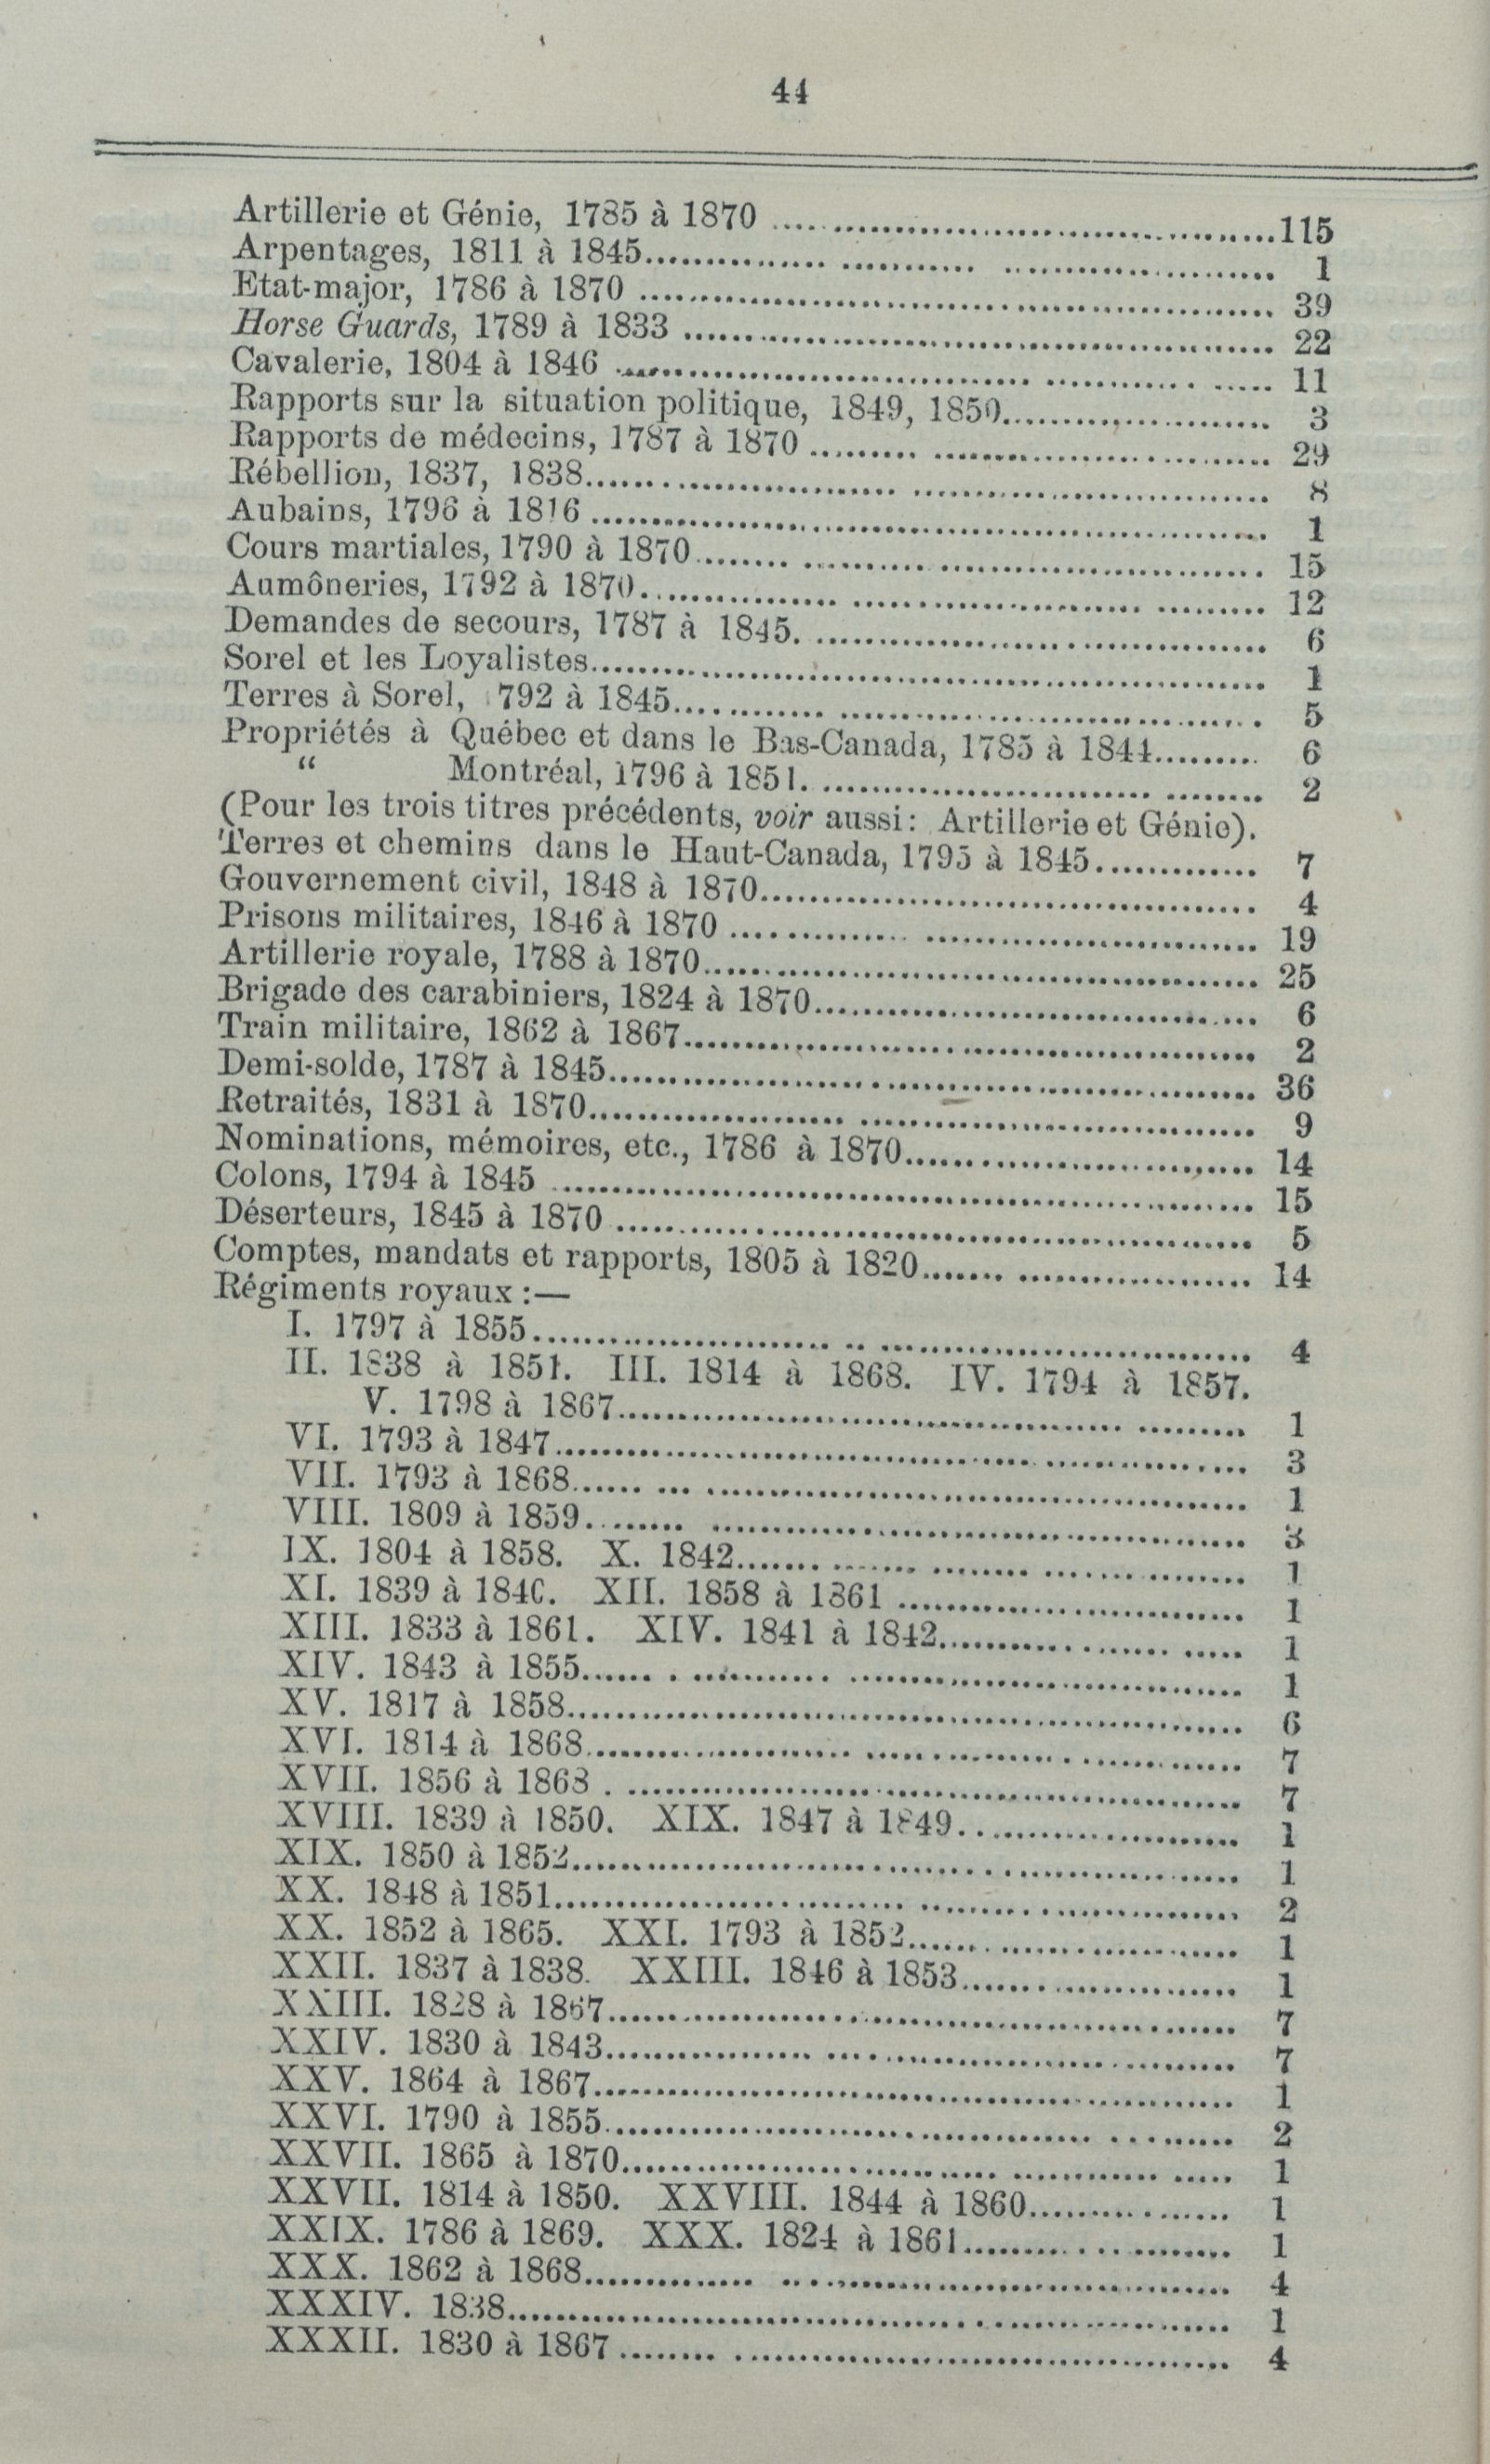 44
Artillerie et Génie, 1785 à 1870 ........................ 115
Arpentages, 1811 à 1845........................ 1
Etat-major, 1786 à 1870 ........................ 39
Horse Guards, 1789 à 1833 ........................ 22
Cavalerie, 1804 à 1846 ........................ 11
Rapports sur la situation politique, 1849, 1850........................ 3
Rapports de médecins, 1787 à 1870 ........................ 29
Rébellion, 1837, 1838........................ 8
Aubains, 1796 à 1816 ........................ 1
Cours martiales, 1790 à 1870........................ 15
Aumôneries, 1792 à 1870........................ 12
Demandes de secours, 1787 à 1845. ........................ 6
Sorel et les Loyalistes........................ 1
Terres à Sorel, 792 à 1845........................ 5
Propriétés à Québec et dans le Bas-Canada, 1785 à 1844......... 6
“ Montréal, 1796 à 1851. ........................ 2
(Pour les trois titres précédents, voir aussi: Artillerie et Génie).
Terres et chemins dans le Haut-Canada, 1795 à 1845............. 7
Gouvernement civil, 1848 à 1870........................ 4
Prisons militaires, 1846 à 1870 ........................ 19
Artillerie royale, 1788 à 1870........................ 25
Brigade des carabiniers, 1824 à 1870........................ 6
Train militaire, 1862 à 1867........................ 2
Demi-solde, 1787 à 1845........................ 36
Retraités, 1831 à 1870........................ 9
Nominations, mémoires, etc., 1786 à 1870........................ 14
Colons, 1794 à 1845 ........................ 15
Déserteurs, 1845 à 1870 ........................ 5
Comptes, mandats et rapports, 1805 à 1820........................ 14
Régiments royaux :—
I. 1797 à 1855........................ 4
II. 1838 à 1851. III. 1814 à 1868. IV. 1794 à 1857.
V. 1798 à 1867........................ 1
VI. 1793 à 1847........................ 3
VII. 1793 à 1868........................ 1
VIII. 1809 à 1859........................ 3
IX. 1804 à 1858. X. 1842........................ 1
XI. 1839 à 1840. XII. 1858 à 1861 ........................ 1
XIII. 1833 à 1861. XIV. 1841 à 1842........................ 1
XIV. 1843 à 1855........................ 1
XV. 1817 à 1858........................ 6
XVI. 1814 à 1868........................ 7
XVII. 1856 à 1868 ........................ 7
XVIII. 1839 à 1850. XIX. 1847 à 1849........................ 1
XIX. 1850 à 1852........................ 1
XX. 1848 à 1851........................ 2
XX. 1852 à 1865. XXI. 1793 à 1852........................ 1
XXII. 1837 à 1838. XXIII. 1846 à 1853........................ 1
XXIII. 1828 à 1867........................ 7
XXIV. 1830 à 1843........................ 7
XXV. 1864 à 1867........................ 1
XXVI. 1790 à 1855........................ 2
XXVII. 1865 à 1870........................ 1
XXVII. 1814 à 1850. XXVIII. 1844 à 1860................ 1
XXIX. 1786 à 1869. XXX. 1824 à 1861........................ 1
XXX. 1862 à 1868........................ 4
XXXIV. 1838........................ 1
XXXII. 1830 à 1867 ........................ 4